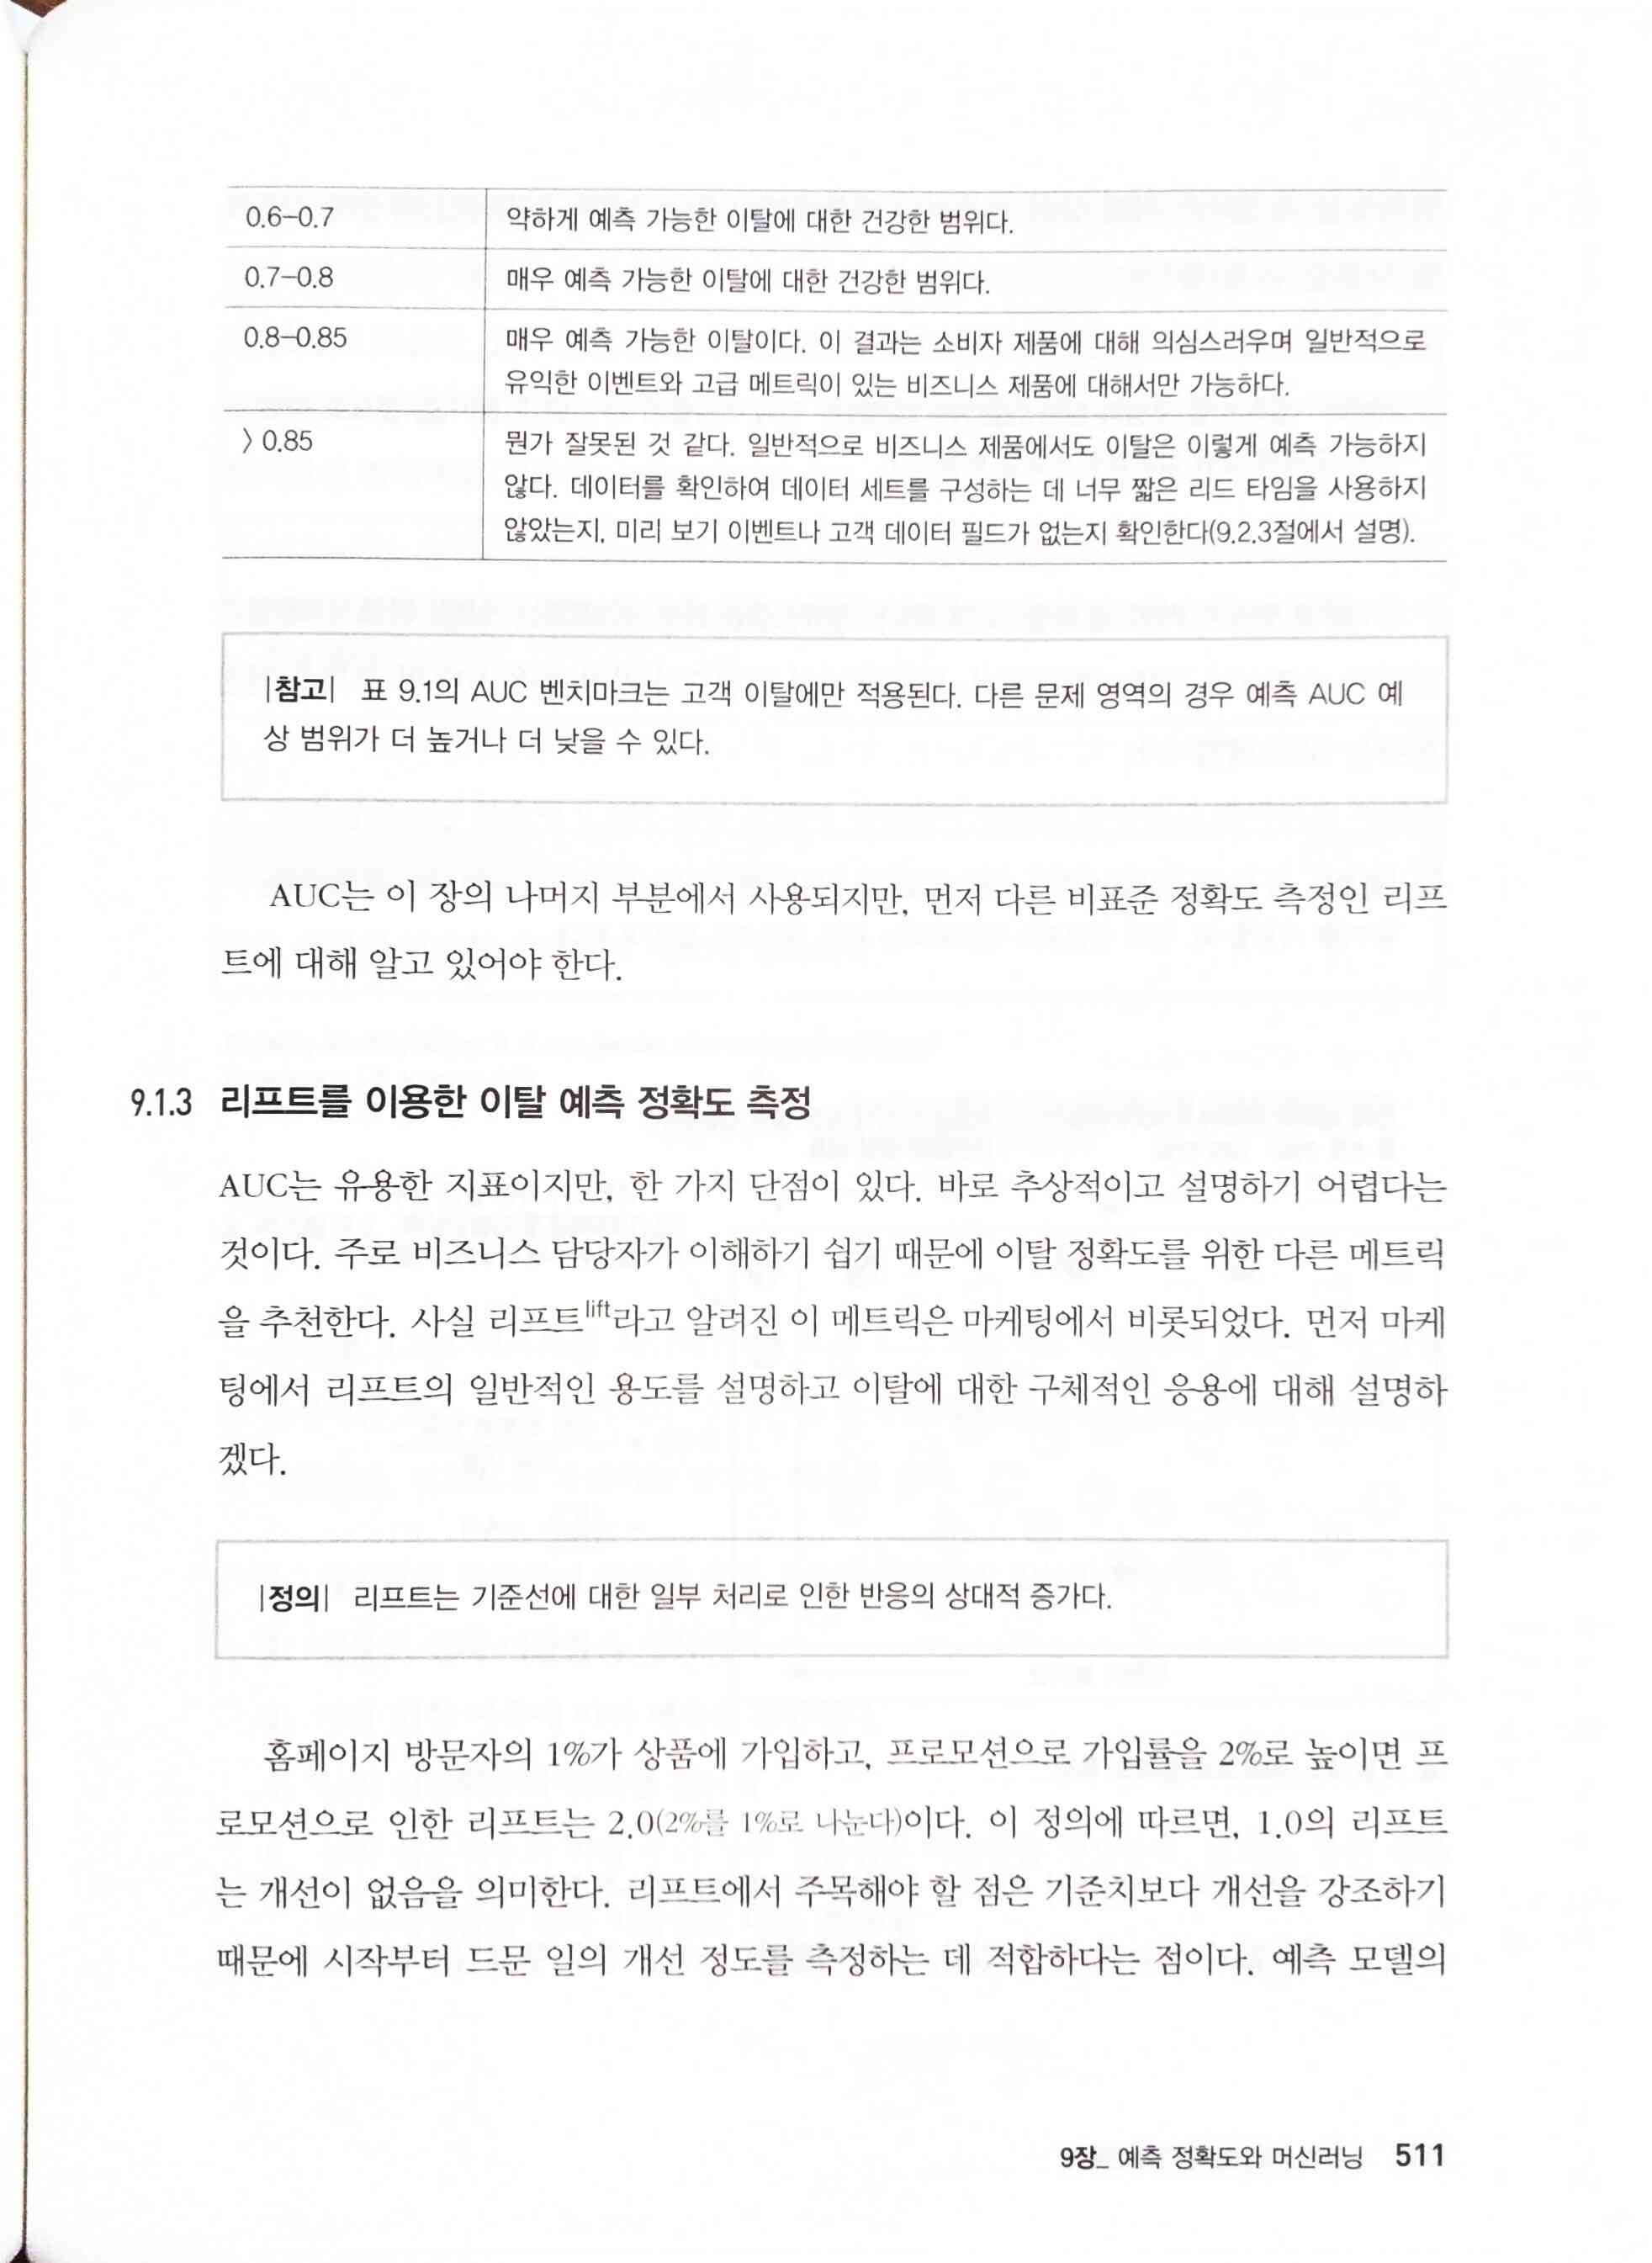 0.6–0.7 약하게 예측 가능한 이탈에 대한 건강한 범위다.
0.7–0.8 매우 예측 가능한 이탈에 대한 건강한 범위다.
0.8–0.85 매우 예측 가능한 이탈이다. 이 결과는 소비자 제품에 대해 의심스러우며 일반적으로
유익한 이벤트와 고급 메트릭이 있는 비즈니스 제품에 대해서만 가능하다.
> 0.85 뭔가 잘못된 것 같다. 일반적으로 비즈니스 제품에서도 이탈은 이렇게 예측 가능하지
않다. 데이터를 확인하여 데이터 세트를 구성하는 데 너무 짧은 리드 타임을 사용하지
않았는지, 미리 보기 이벤트나 고객 데이터 필드가 없는지 확인한다(9.2.3절에서 설명).
|참고| 표 9.1의 AUC 벤치마크는 고객 이탈에만 적용된다. 다른 문제 영역의 경우 예측 AUC 예
상 범위가 더 높거나 더 낮을 수 있다.
AUC는 이 장의 나머지 부분에서 사용되지만, 먼저 다른 비표준 정확도 측정인 리프
트에 대해 알고 있어야 한다.
9.1.3 리프트를 이용한 이탈 예측 정확도 측정
AUC는 유용한 지표이지만, 한 가지 단점이 있다. 바로 추상적이고 설명하기 어렵다는
것이다. 주로 비즈니스 담당자가 이해하기 쉽기 때문에 이탈 정확도를 위한 다른 메트릭
을 추천한다. 사실 리프트lift라고 알려진 이 메트릭은 마케팅에서 비롯되었다. 먼저 마케
팅에서 리프트의 일반적인 용도를 설명하고 이탈에 대한 구체적인 응용에 대해 설명하
겠다.
|정의| 리프트는 기준선에 대한 일부 처리로 인한 반응의 상대적 증가다.
홈페이지 방문자의 1%가 상품에 가입하고, 프로모션으로 가입률을 2%로 높이면 프
로모션으로 인한 리프트는 2.0(2%를 1%로 나눈다)이다. 이 정의에 따르면, 1.0의 리프트
는 개선이 없음을 의미한다. 리프트에서 주목해야 할 점은 기준치보다 개선을 강조하기
때문에 시작부터 드문 일의 개선 정도를 측정하는 데 적합하다는 점이다. 예측 모델의
9장_ 예측 정확도와 머신러닝 511